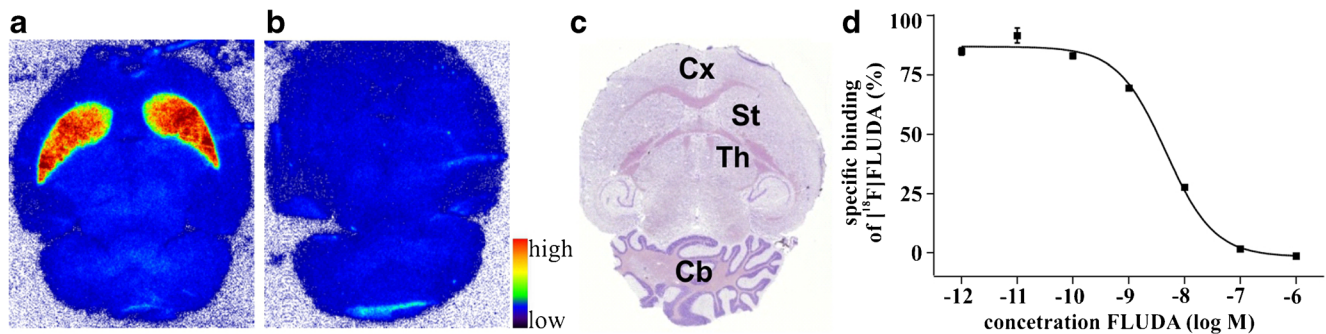 a
b
high
low
c
Cx
St
Th
Cb
d
specific binding
of [¹⁸F]FLUDA (%)
100
75
50
25
0
-12 -11 -10 -9 -8 -7 -6
concetration FLUDA (log M)